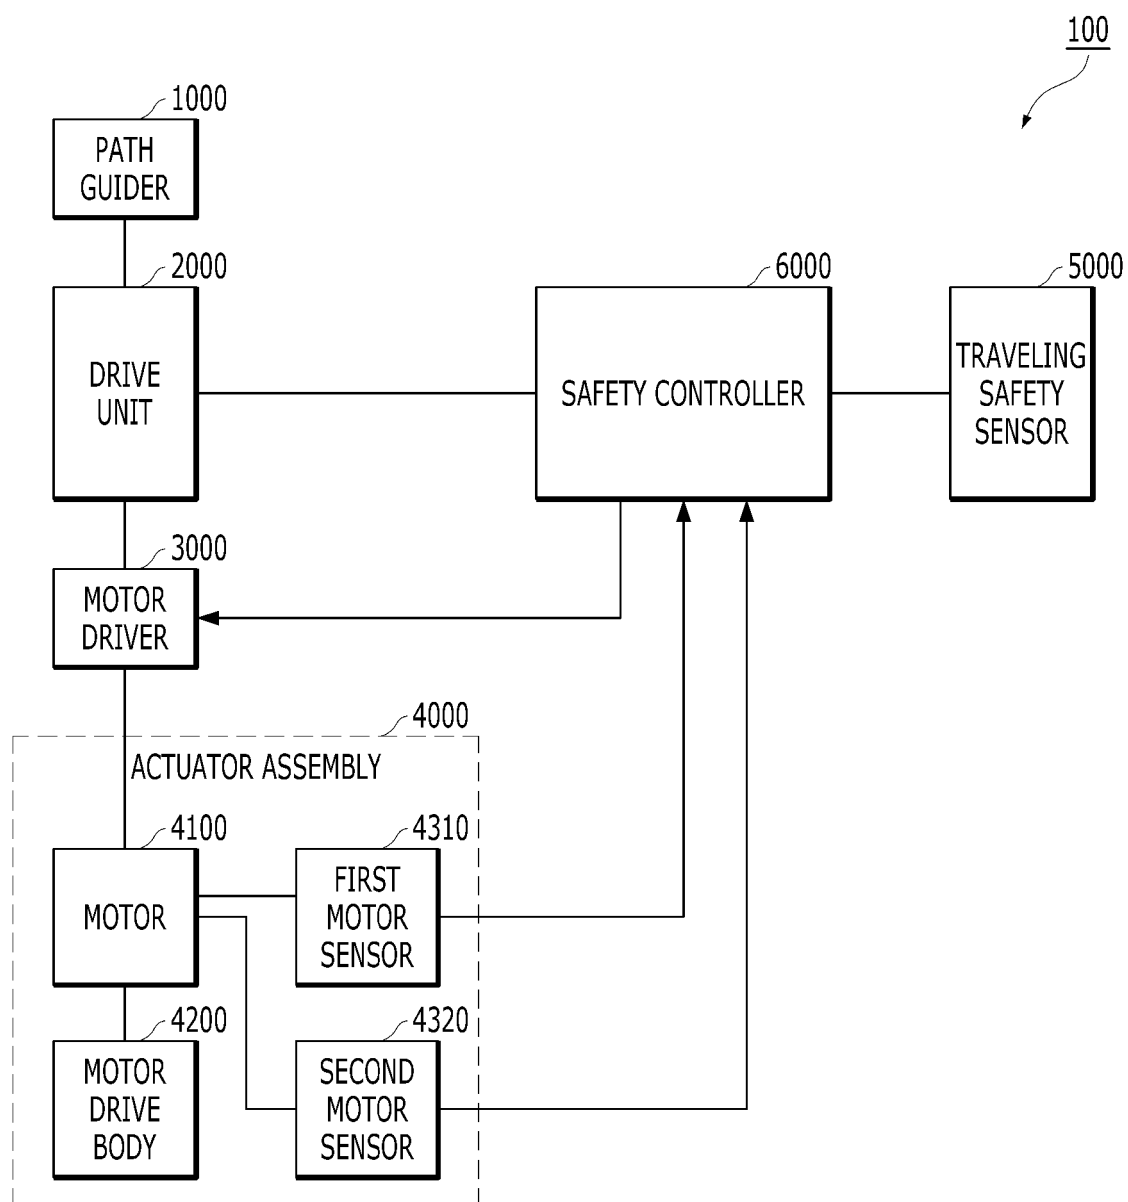 100
1000
PATH
GUIDER
2000
DRIVE
UNIT
6000
SAFETY CONTROLLER
5000
TRAVELING
SAFETY
SENSOR
3000
MOTOR
DRIVER
4000
ACTUATOR ASSEMBLY
4100
MOTOR
4310
FIRST
MOTOR
SENSOR
4200
MOTOR
DRIVE
BODY
4320
SECOND
MOTOR
SENSOR